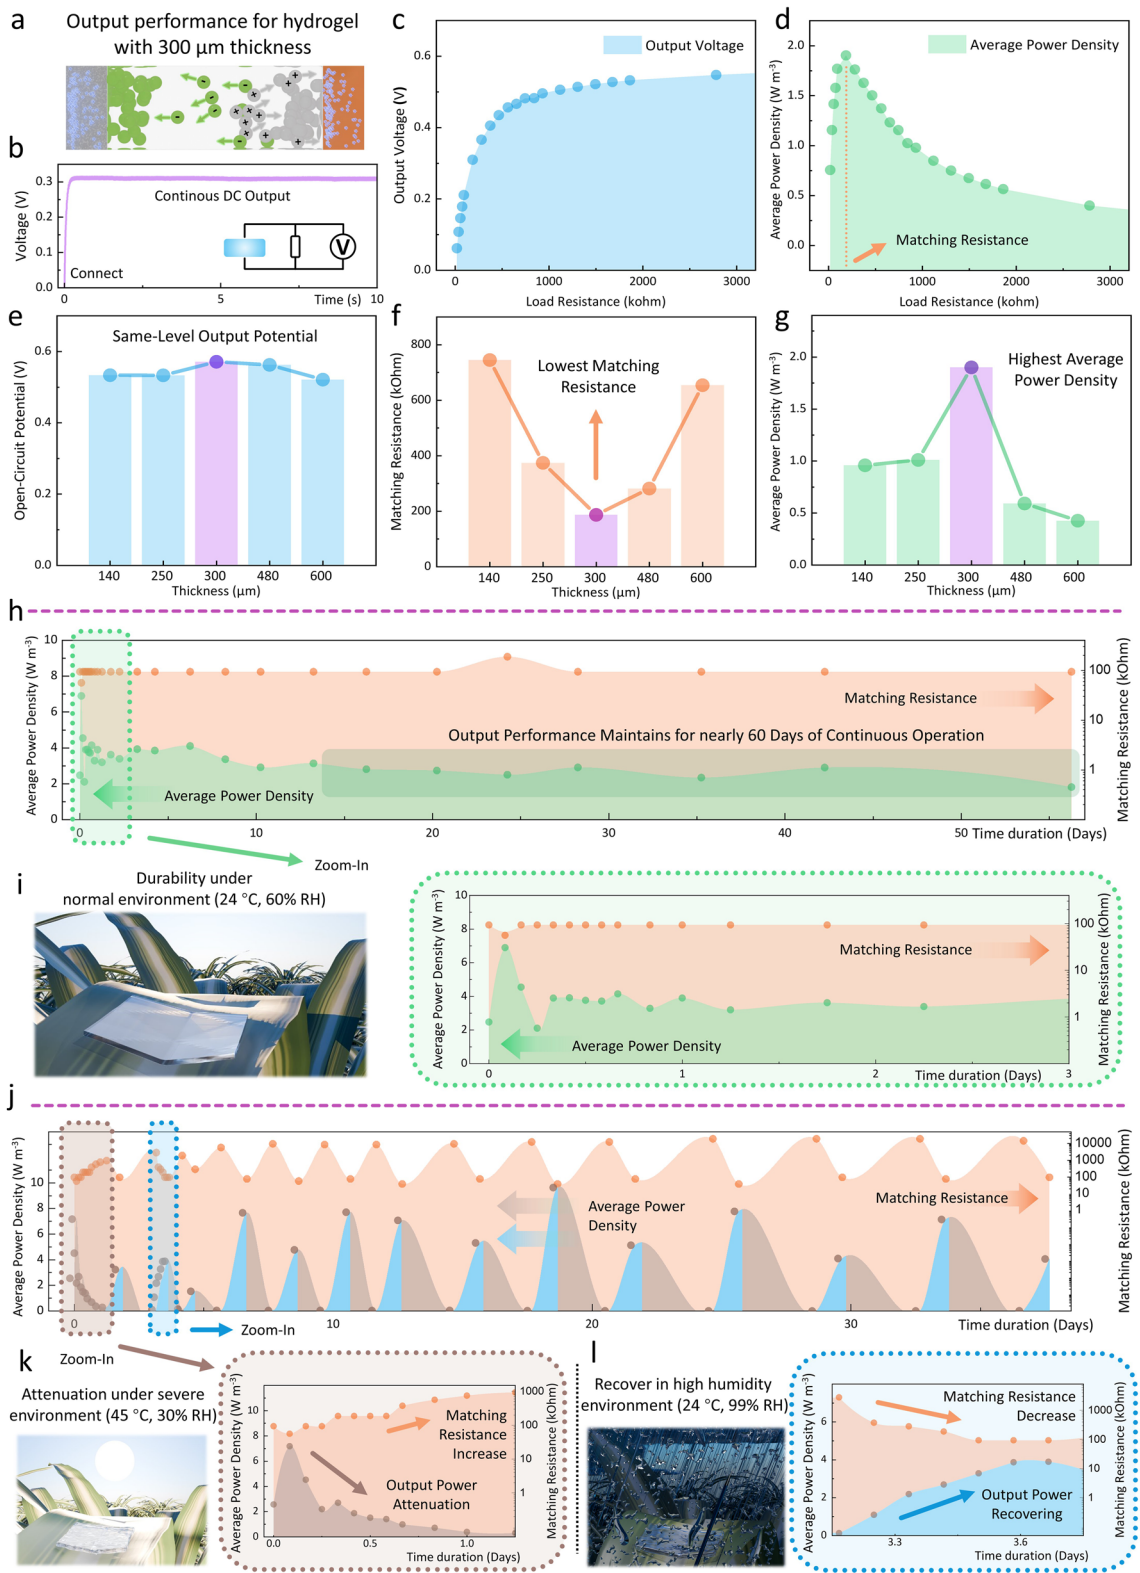 a
Output performance for hydrogel
with 300 μm thickness
b
Voltage (V)
0.3
0.2
0.1
0.0
Continous DC Output
V
Connect
0
5
Time (s)
10
c
Output Voltage (V)
0.6
0.4
0.2
0.0
Output Voltage
0
1000
2000
3000
Load Resistance (kohm)
d
Average Power Density (W m⁻³)
2.0
1.5
1.0
0.5
0.0
Average Power Density
Matching Resistance
0
1000
2000
3000
Load Resistance (kohm)
e
Open-Circuit Potential (V)
0.6
0.4
0.2
0.0
Same-Level Output Potential
140
250
300
480
600
Thickness (μm)
f
Matching Resistance (kOhm)
800
600
400
200
0
Lowest Matching
Resistance
140
250
300
480
600
Thickness (μm)
g
Average Power Density (W m⁻³)
2.0
1.5
1.0
0.5
0.0
Highest Average
Power Density
140
250
300
480
600
Thickness (μm)
h
Average Power Density (W m⁻³)
10
8
6
4
2
0
Matching Resistance
Output Performance Maintains for nearly 60 Days of Continuous Operation
Average Power Density
100
10
1
Matching Resistance (kOhm)
0
10
20
30
40
50
Time duration (Days)
Zoom-In
i
Durability under
normal environment (24 °C, 60% RH)
Average Power Density (W m⁻³)
10
8
6
4
2
0
Matching Resistance
Average Power Density
100
10
1
Matching Resistance (kOhm)
0
1
2
3
Time duration (Days)
j
Average Power Density (W m⁻³)
10
8
6
4
2
0
Average Power
Density
Matching Resistance
10000
1000
100
10
1
Matching Resistance (kOhm)
0
10
20
30
Time duration (Days)
Zoom-In
Zoom-In
k
Attenuation under severe
environment (45 °C, 30% RH)
Average Power Density (W m⁻³)
12
10
8
6
4
2
0
Matching
Resistance
Increase
Output Power
Attenuation
1000
100
10
1
Matching Resistance (kOhm)
0.0
0.5
1.0
Time duration (Days)
l
Recover in high humidity
environment (24 °C, 99% RH)
Average Power Density (W m⁻³)
6
4
2
0
Matching Resistance
Decrease
Output Power
Recovering
1000
100
10
1
Matching Resistance (kOhm)
3.3
3.6
Time duration (Days)